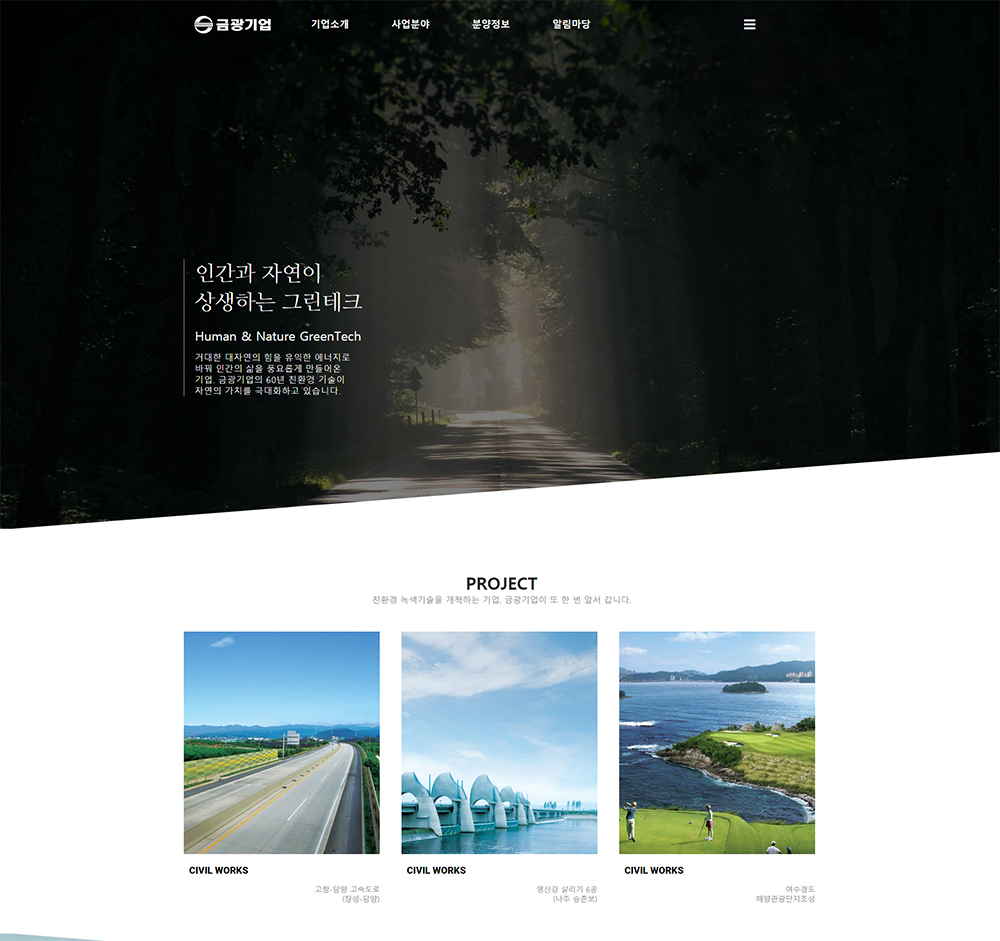 금광기업
기업소개
사업분야
분양정보
알림마당
인간과 자연이
상생하는 그린테크
Human & Nature GreenTech
거대한 대자연의 힘을 유익한 에너지로
바꿔 인간의 삶을 풍요롭게 만들어온
기업, 금광기업의 60년 친환경 기술이
자연의 가치를 극대화하고 있습니다.
PROJECT
친환경 녹색기술을 개척하는 기업, 금광기업이 또 한 번 앞서 갑니다.
CIVIL WORKS
고창-담양 고속도로
(장성-담양)
CIVIL WORKS
영산강 살리기 6공
(나주 승촌보)
CIVIL WORKS
여수경도
해양관광단지조성